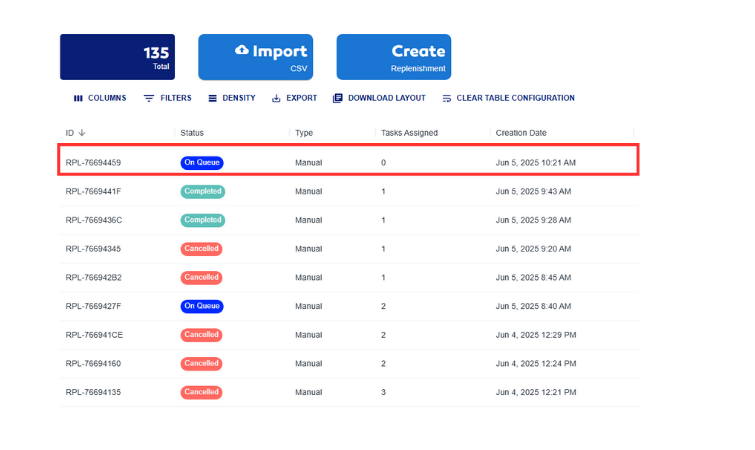 135
Total
Import
CSV
Create
Replenishment
COLUMNS FILTERS DENSITY EXPORT DOWNLOAD LAYOUT CLEAR TABLE CONFIGURATION
ID Status Type Tasks Assigned Creation Date
RPL-76694459 On Queue Manual 0 Jun 5, 2025 10:21 AM
RPL-7669441F Completed Manual 1 Jun 5, 2025 9:43 AM
RPL-7669436C Completed Manual 1 Jun 5, 2025 9:28 AM
RPL-76694345 Cancelled Manual 1 Jun 5, 2025 9:20 AM
RPL-766942B2 Cancelled Manual 1 Jun 5, 2025 8:45 AM
RPL-7669427F On Queue Manual 2 Jun 5, 2025 8:40 AM
RPL-766941CE Cancelled Manual 2 Jun 4, 2025 12:29 PM
RPL-76694160 Cancelled Manual 2 Jun 4, 2025 12:24 PM
RPL-76694135 Cancelled Manual 3 Jun 4, 2025 12:21 PM